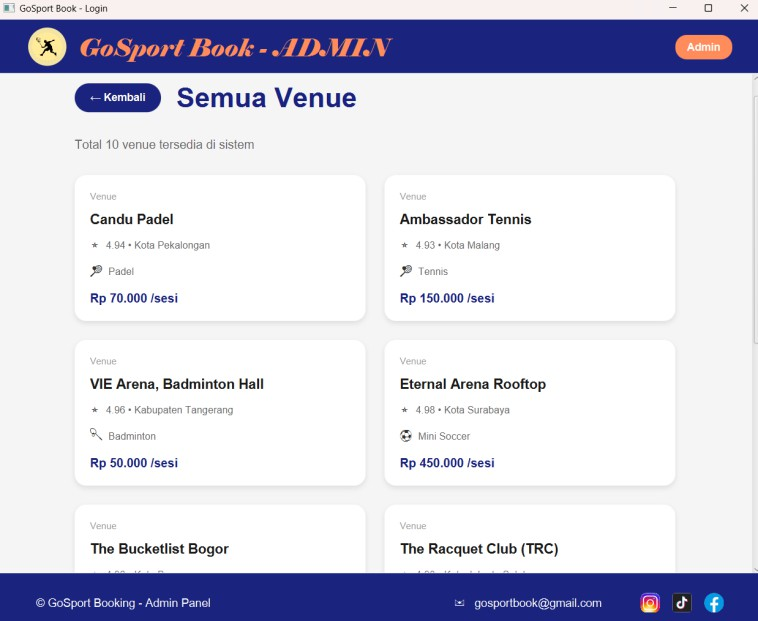 GoSport Book - Login
GoSport Book - ADMIN
Admin
← Kembali
Semua Venue
Total 10 venue tersedia di sistem
Venue
Candu Padel
★ 4.94 • Kota Pekalongan
Padel
Rp 70.000 /sesi
Venue
Ambassador Tennis
★ 4.93 • Kota Malang
Tennis
Rp 150.000 /sesi
Venue
VIE Arena, Badminton Hall
★ 4.96 • Kabupaten Tangerang
Badminton
Rp 50.000 /sesi
Venue
Eternal Arena Rooftop
★ 4.98 • Kota Surabaya
Mini Soccer
Rp 450.000 /sesi
Venue
The Bucketlist Bogor
Venue
The Racquet Club (TRC)
© GoSport Booking - Admin Panel
gosportbook@gmail.com